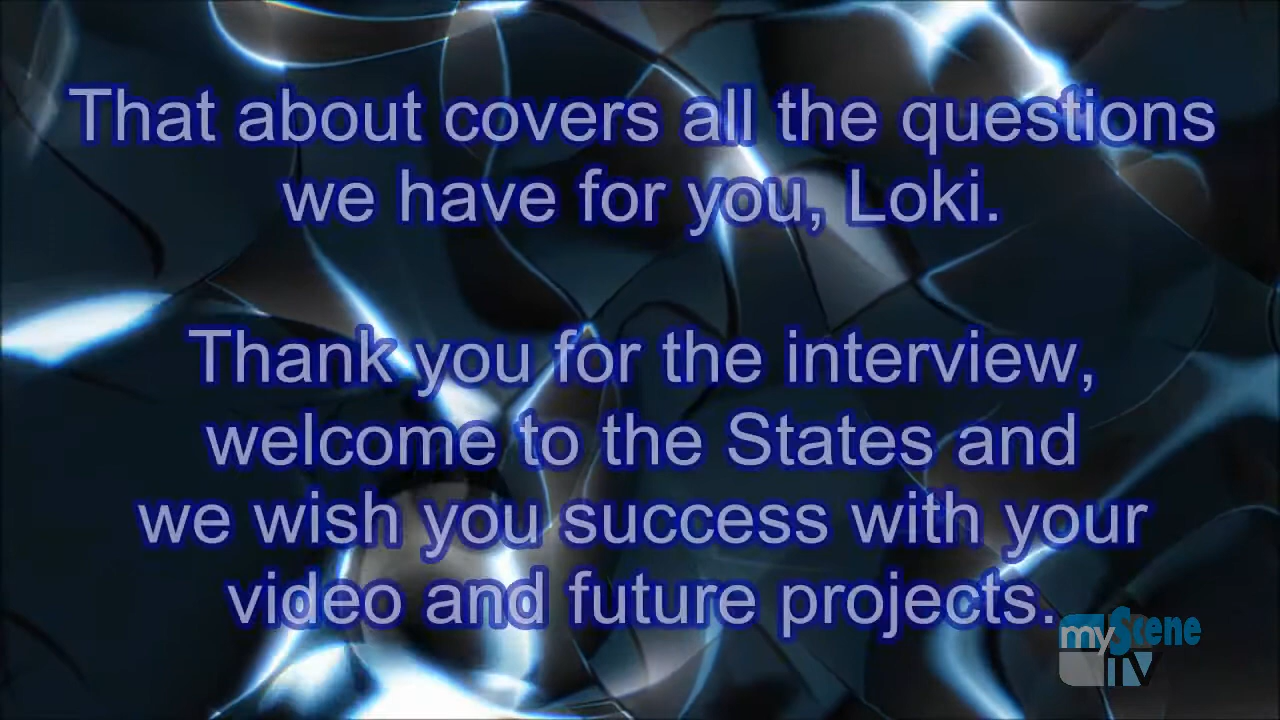 That about covers all the questions
we have for you, Loki.
Thank you for the interview,
welcome to the States and
we wish you success with your
video and future projects.
myScene
TV